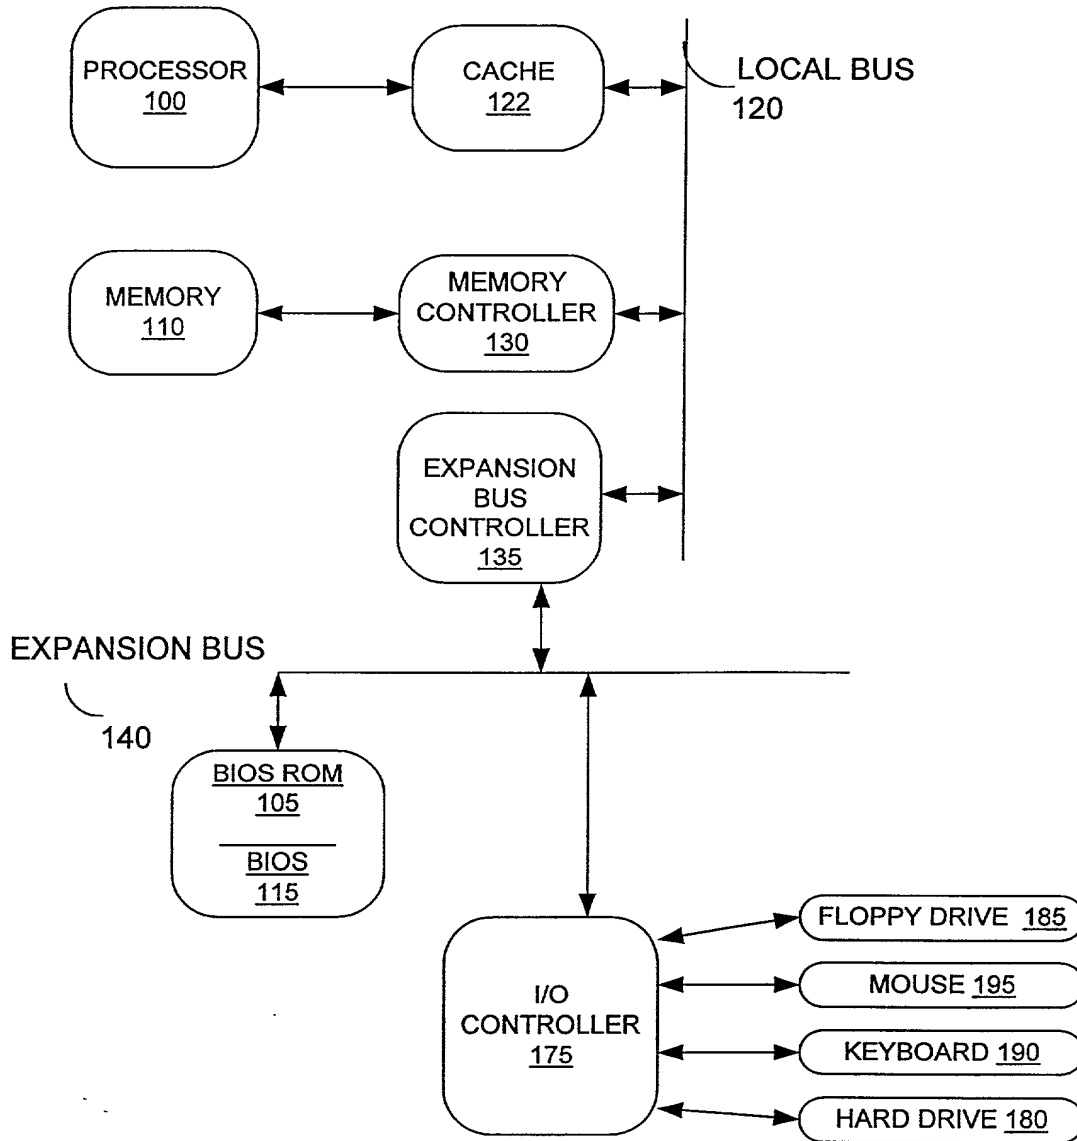 PROCESSOR
100
CACHE
122
LOCAL BUS
120
MEMORY
110
MEMORY
CONTROLLER
130
EXPANSION
BUS
CONTROLLER
135
EXPANSION BUS
140
BIOS ROM
105
BIOS
115
I/O
CONTROLLER
175
FLOPPY DRIVE 185
MOUSE 195
KEYBOARD 190
HARD DRIVE 180